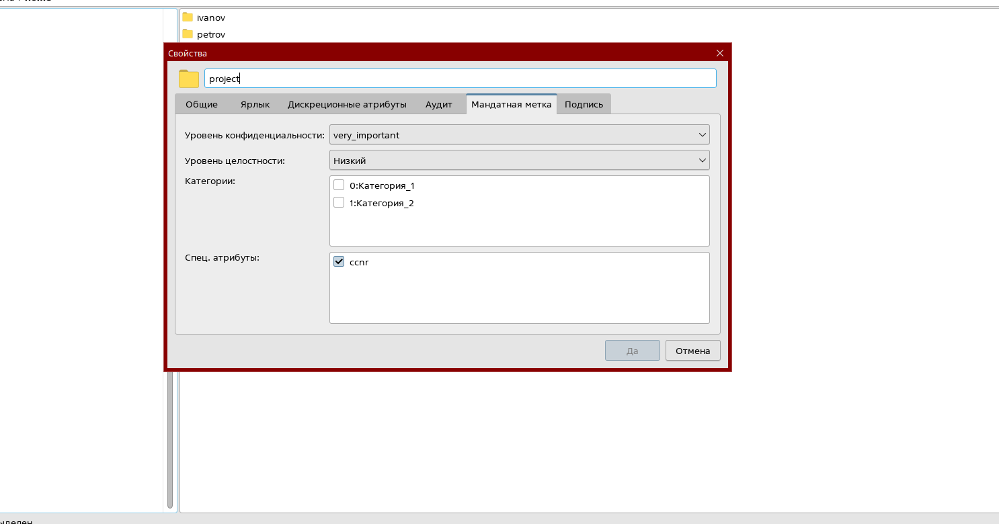 ivanov
petrov
Свойства
project
Общие Ярлык Дискреционные атрибуты Аудит Мандатная метка Подпись
Уровень конфиденциальности: very_important
Уровень целостности: Низкий
Категории: 0:Категория_1
1:Категория_2
Спец. атрибуты: ccnr
Да Отмена